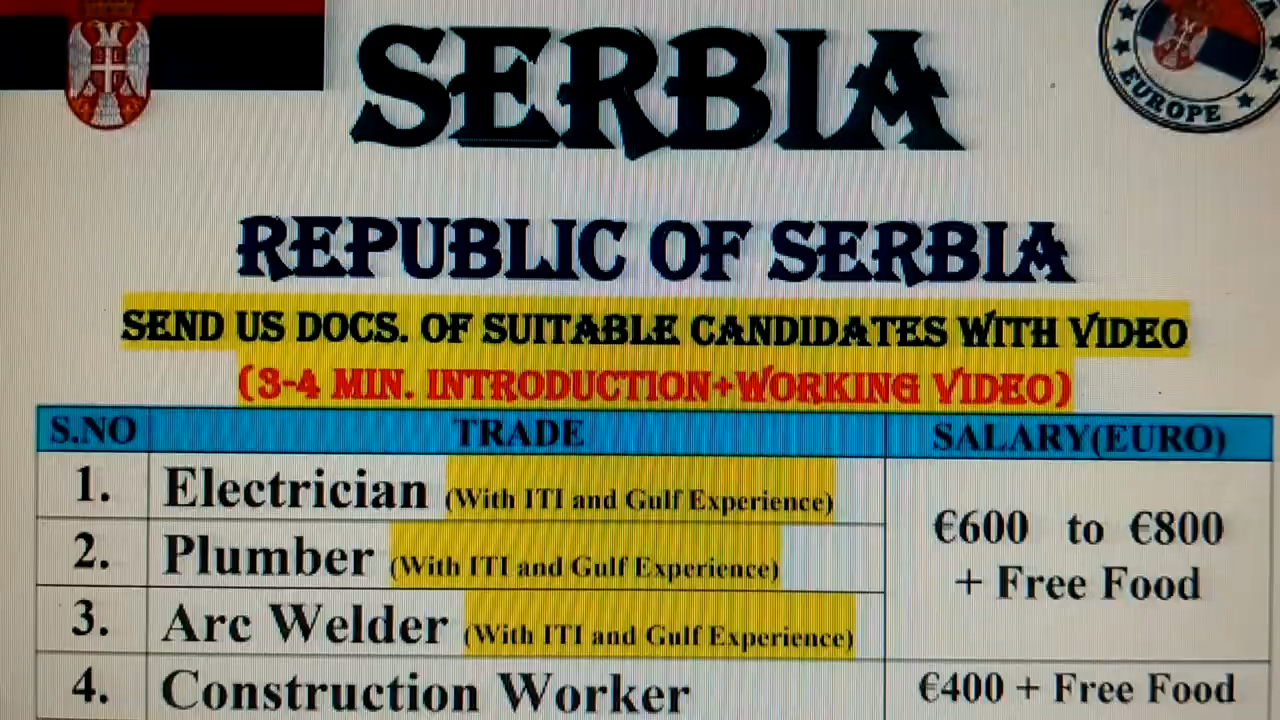 SERBIA
EUROPE
REPUBLIC OF SERBIA
SEND US DOCS. OF SUITABLE CANDIDATES WITH VIDEO
(3-4 MIN. INTRODUCTION+WORKING VIDEO)
S.NO TRADE SALARY(EURO)
1. Electrician (With ITI and Gulf Experience)
2. Plumber (With ITI and Gulf Experience)
3. Arc Welder (With ITI and Gulf Experience)
€600 to €800
+ Free Food
4. Construction Worker €400 + Free Food